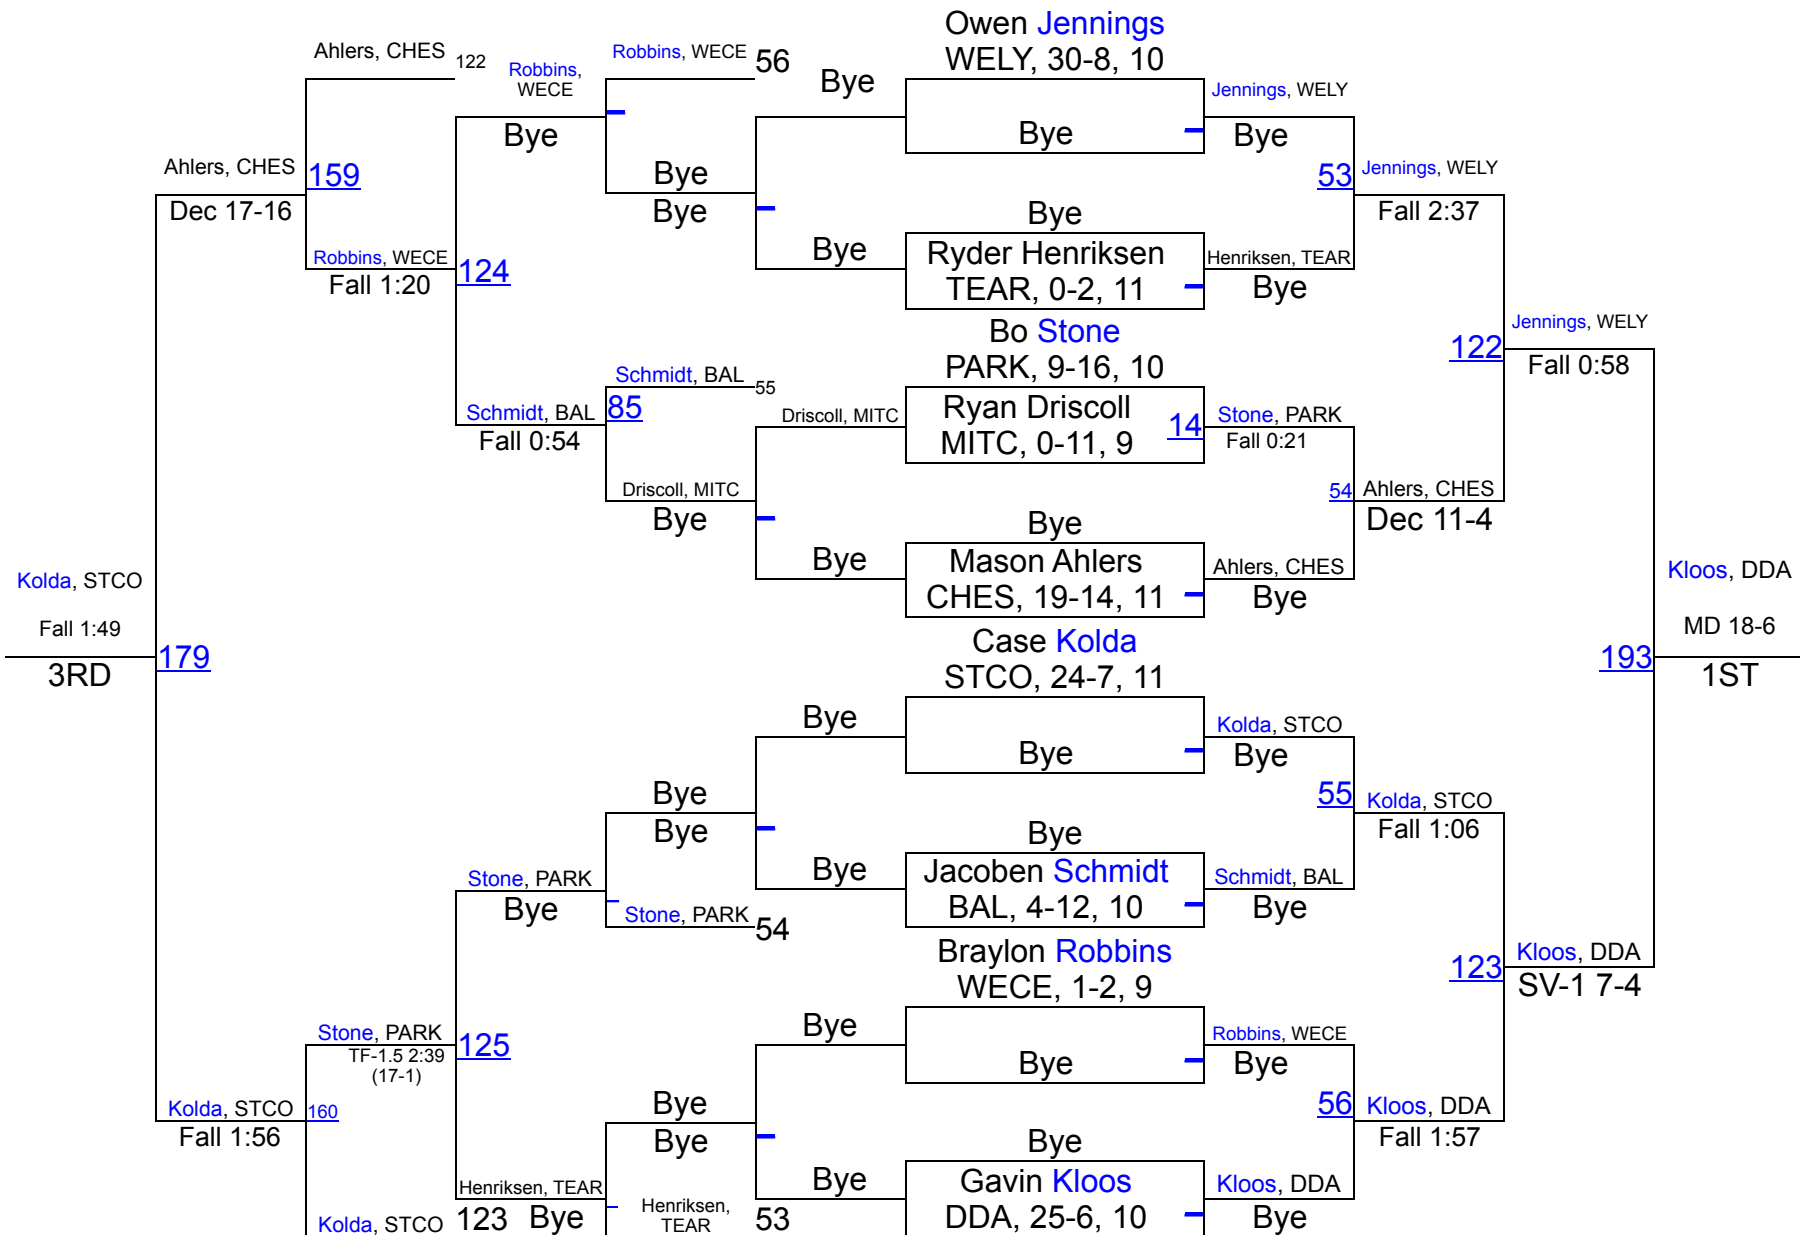 Owen Jennings
WELY, 30-8, 10
Bye
Bye
Ryder Henriksen
TEAR, 0-2, 11
Bo Stone
PARK, 9-16, 10
Ryan Driscoll
MITC, 0-11, 9
14
Bye
Mason Ahlers
CHES, 19-14, 11
Case Kolda
STCO, 24-7, 11
Bye
Bye
Jacoben Schmidt
BAL, 4-12, 10
Braylon Robbins
WECE, 1-2, 9
Bye
Bye
Gavin Kloos
DDA, 25-6, 10
Jennings, WELY
Bye
53
Henriksen, TEAR
Bye
Stone, PARK
Fall 0:21
54
Ahlers, CHES
Bye
Kolda, STCO
Bye
55
Schmidt, BAL
Bye
Robbins, WECE
Bye
56
Kloos, DDA
Bye
Jennings, WELY
Fall 2:37
122
Ahlers, CHES
Dec 11-4
Kolda, STCO
Fall 1:06
123
Kloos, DDA
Fall 1:57
Jennings, WELY
Fall 0:58
193
Kloos, DDA
SV-1 7-4
Kloos, DDA
MD 18-6
1ST
Bye
Bye
Driscoll, MITC
Bye
Bye
Bye
Bye
Bye
Robbins, WECE 56
Bye
Bye
Schmidt, BAL 55
85
Driscoll, MITC
Bye
Bye
Bye
Stone, PARK 54
Bye
Bye
Henriksen,
TEAR
53
Robbins,
WECE
Bye
124
Schmidt, BAL
Fall 0:54
Stone, PARK
Bye
125
Henriksen, TEAR
Bye
Ahlers, CHES 122
159
Robbins, WECE
Fall 1:20
Stone, PARK
TF-1.5 2:39
(17-1)
160
Kolda, STCO 123
Ahlers, CHES
Dec 17-16
179
Kolda, STCO
Fall 1:56
Kolda, STCO
Fall 1:49
3RD